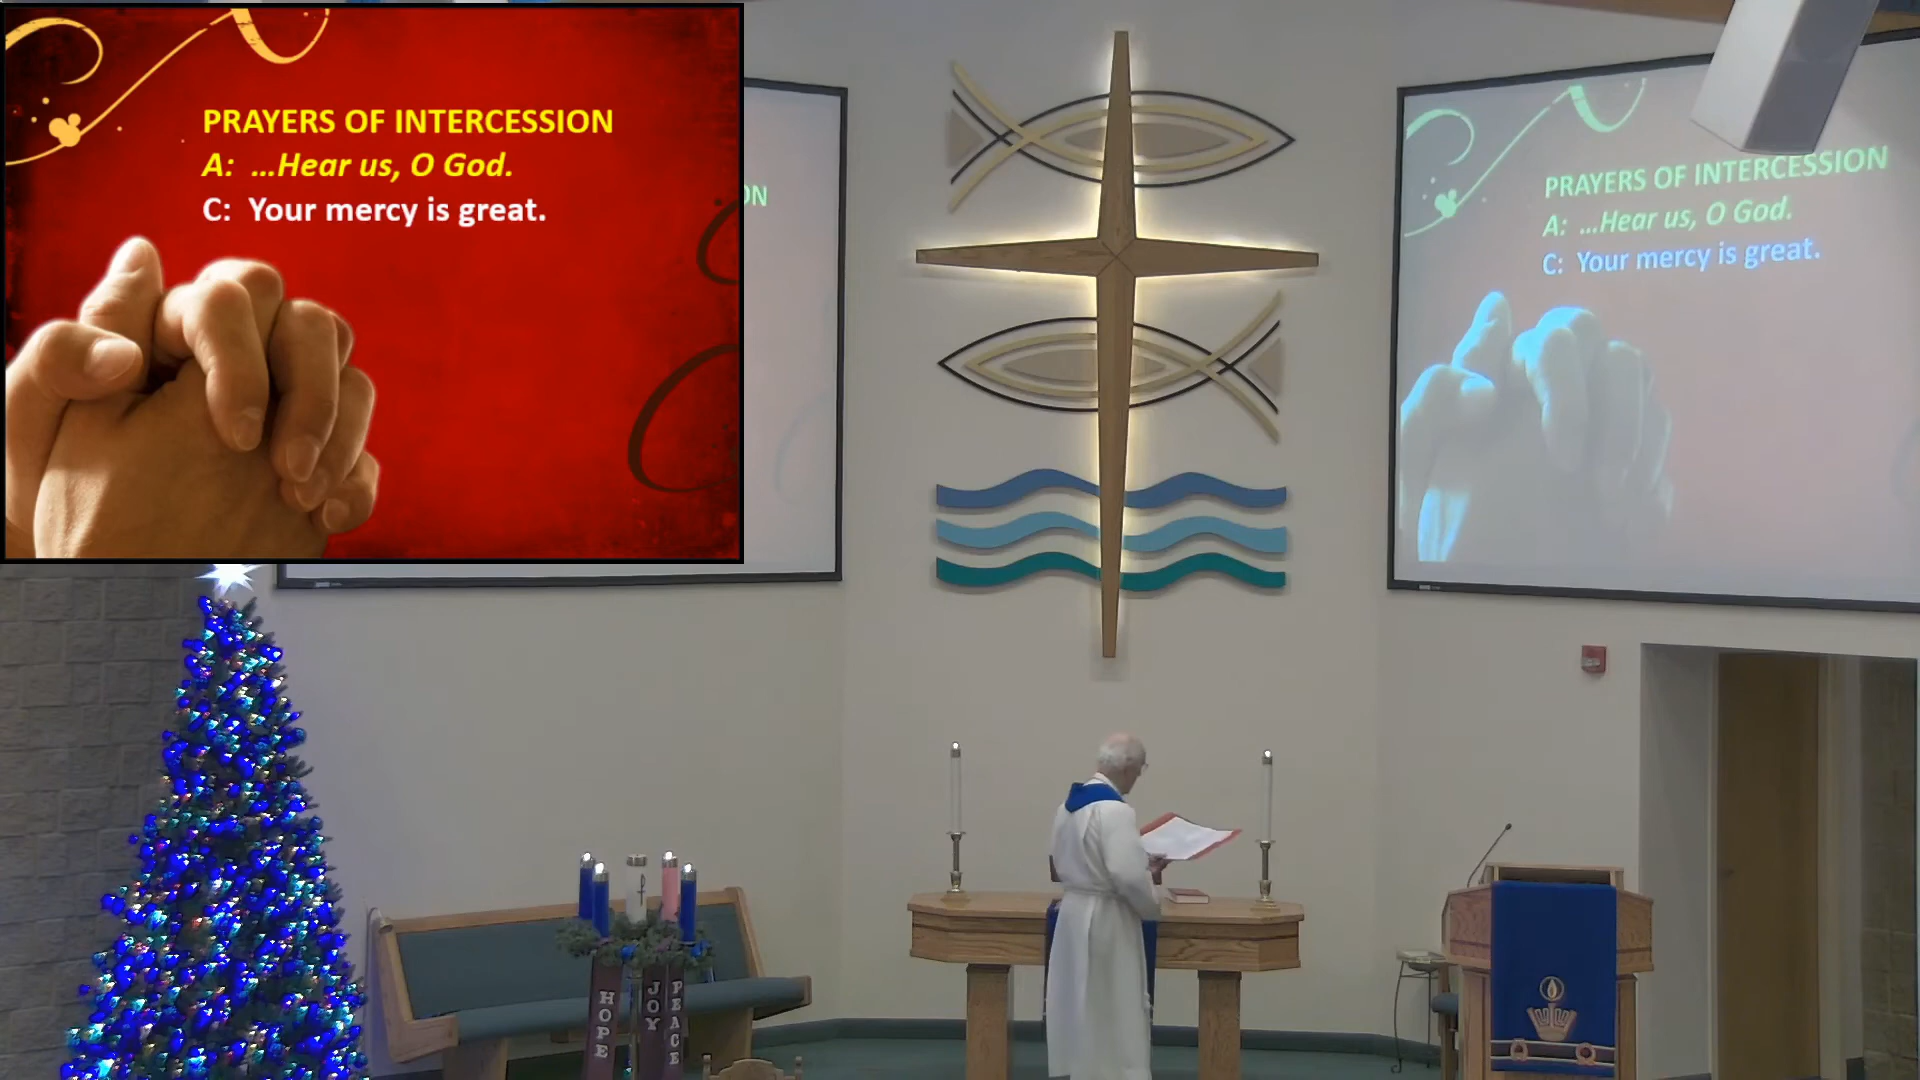 PRAYERS OF INTERCESSION
A: ...Hear us, O God.
C: Your mercy is great.
ON
PRAYERS OF INTERCESSION
A: ...Hear us, O God.
C: Your mercy is great.
HOPE
JOY
PEACE